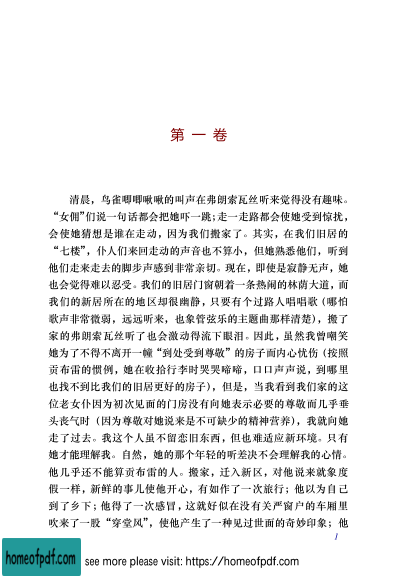 第 一 卷
清晨，鸟雀唧唧啾啾的叫声在弗朗索瓦丝听来觉得没有趣味。
“女佣”们说一句话都会把她吓一跳；走一走路都会使她受到惊扰，
会使她猜想是谁在走动，因为我们搬家了。其实，在我们旧居的
“七楼”，仆人们来回走动的声音也不算小，但她熟悉他们，听到
他们走来走去的脚步声感到非常亲切。现在，即使是寂静无声，她
也会觉得难以忍受。我们的旧居门窗朝着一条热闹的林荫大道，而
我们的新居所在的地区却很幽静，只要有个过路人唱唱歌（哪怕
歌声非常微弱，远远听来，也象管弦乐的主题曲那样清楚），搬了
家的弗朗索瓦丝听了也会激动得流下眼泪。因此，虽然我曾嘲笑
她为了不得不离开一幢“到处受到尊敬”的房子而内心忧伤（按照
贡布雷的惯例，她在收拾行李时哭哭啼啼，口口声声说，到哪里
也找不到比我们的旧居更好的房子），但是，当我看到我们家的这
位老女仆因为初次见面的门房没有向她表示必要的尊敬而几乎垂
头丧气时（因为尊敬对她说来是不可缺少的精神营养），我就向她
走了过去。我这个人虽不留恋旧东西，但也难适应新环境。只有
她才能理解我。自然，她的那个年轻的听差决不会理解我的心情。
他几乎还不能算贡布雷的人。搬家，迁入新区，对他说来就象度
假一样，新鲜的事儿使他开心，有如作了一次旅行；他以为自己
到了乡下；他得了一次感冒，这就好似在没有关严窗户的车厢里
吹来了一股“穿堂风”，使他产生了一种见过世面的奇妙印象；他
1
homeofpdf.com
see more please visit: https://homeofpdf.com